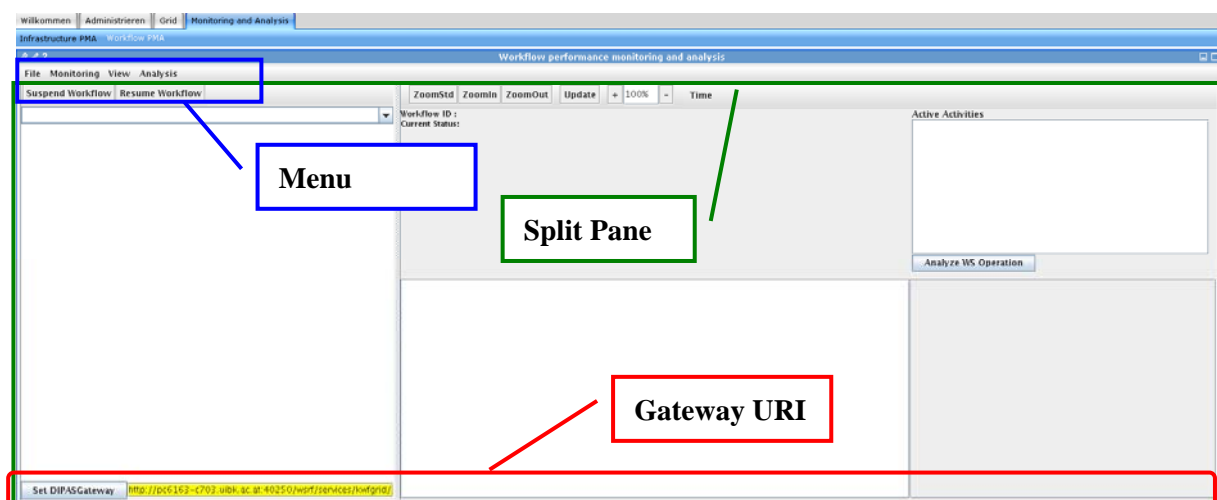 Willkommen Administrieren Grid Monitoring and Analysis
Infrastructure PMA Workflow PMA
Workflow performance monitoring and analysis
File Monitoring View Analysis
Suspend Workflow Resume Workflow ZoomStd ZoomIn ZoomOut Update + 100% - Time
Workflow ID : Active Activities
Current Status:
Menu
Split Pane
Analyze WS Operation
Gateway URI
Set DIPASGateway http://pc6163-c703.uibk.ac.at:40250/wsrf/services/kwfgrid/